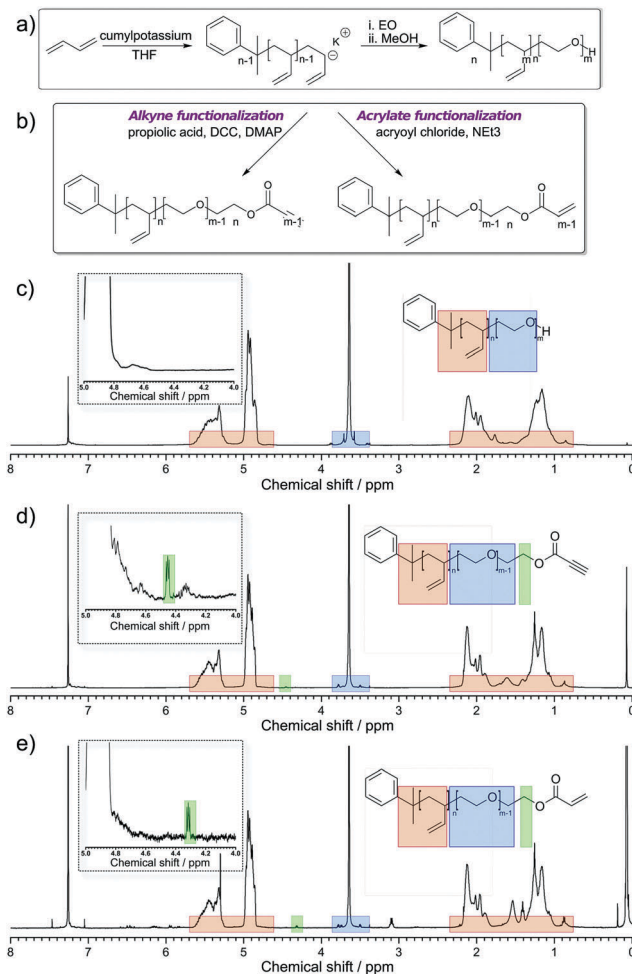 a)
cumylpotassium
THF
K⊕
⊖
n-1
n-1
i. EO
ii. MeOH
O
H
n
m
n
m
b)
Alkyne functionalization
propiolic acid, DCC, DMAP
Acrylate functionalization
acryoyl chloride, NEt3
O
O
O
n
m-1
n
m-1
O
O
O
n
m-1
n
m-1
c)
5.0 4.8 4.6 4.4 4.2 4.0
Chemical shift / ppm
O
H
n
m
8 7 6 5 4 3 2 1 0
Chemical shift / ppm
d)
4.8 4.6 4.4 4.2 4.0
Chemical shift / ppm
O
O
O
n
m-1
8 7 6 5 4 3 2 1 0
Chemical shift / ppm
e)
5.0 4.8 4.6 4.4 4.2 4.0
Chemical shift / ppm
O
O
O
n
m-1
8 7 6 5 4 3 2 1 0
Chemical shift / ppm